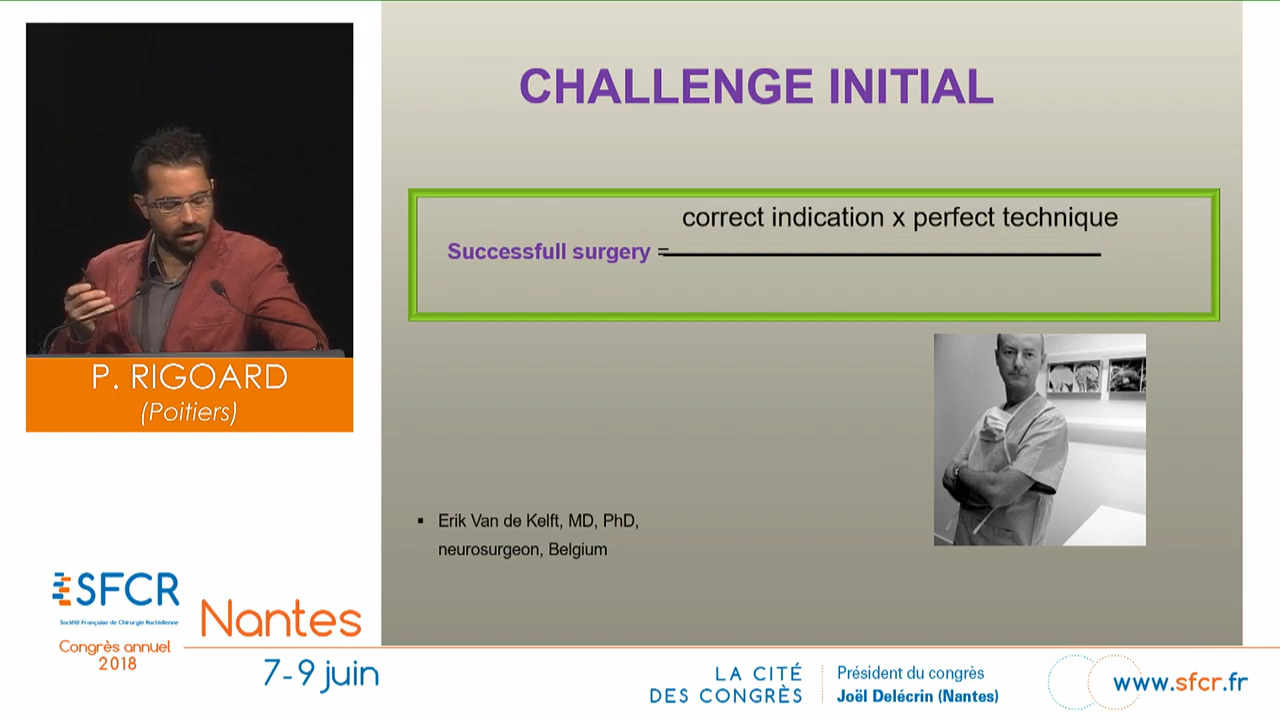 CHALLENGE INITIAL
correct indication x perfect technique
Successfull surgery =
P. RIGOARD
(Poitiers)
Erik Van de Kelft, MD, PhD,
neurosurgeon, Belgium
SFCR
Société Française de Chirurgie Rachidienne
Nantes
Congrès annuel
2018
7-9 juin
LA CITÉ
DES CONGRÈS
Président du congrès
Joël Delécrin (Nantes)
www.sfcr.fr